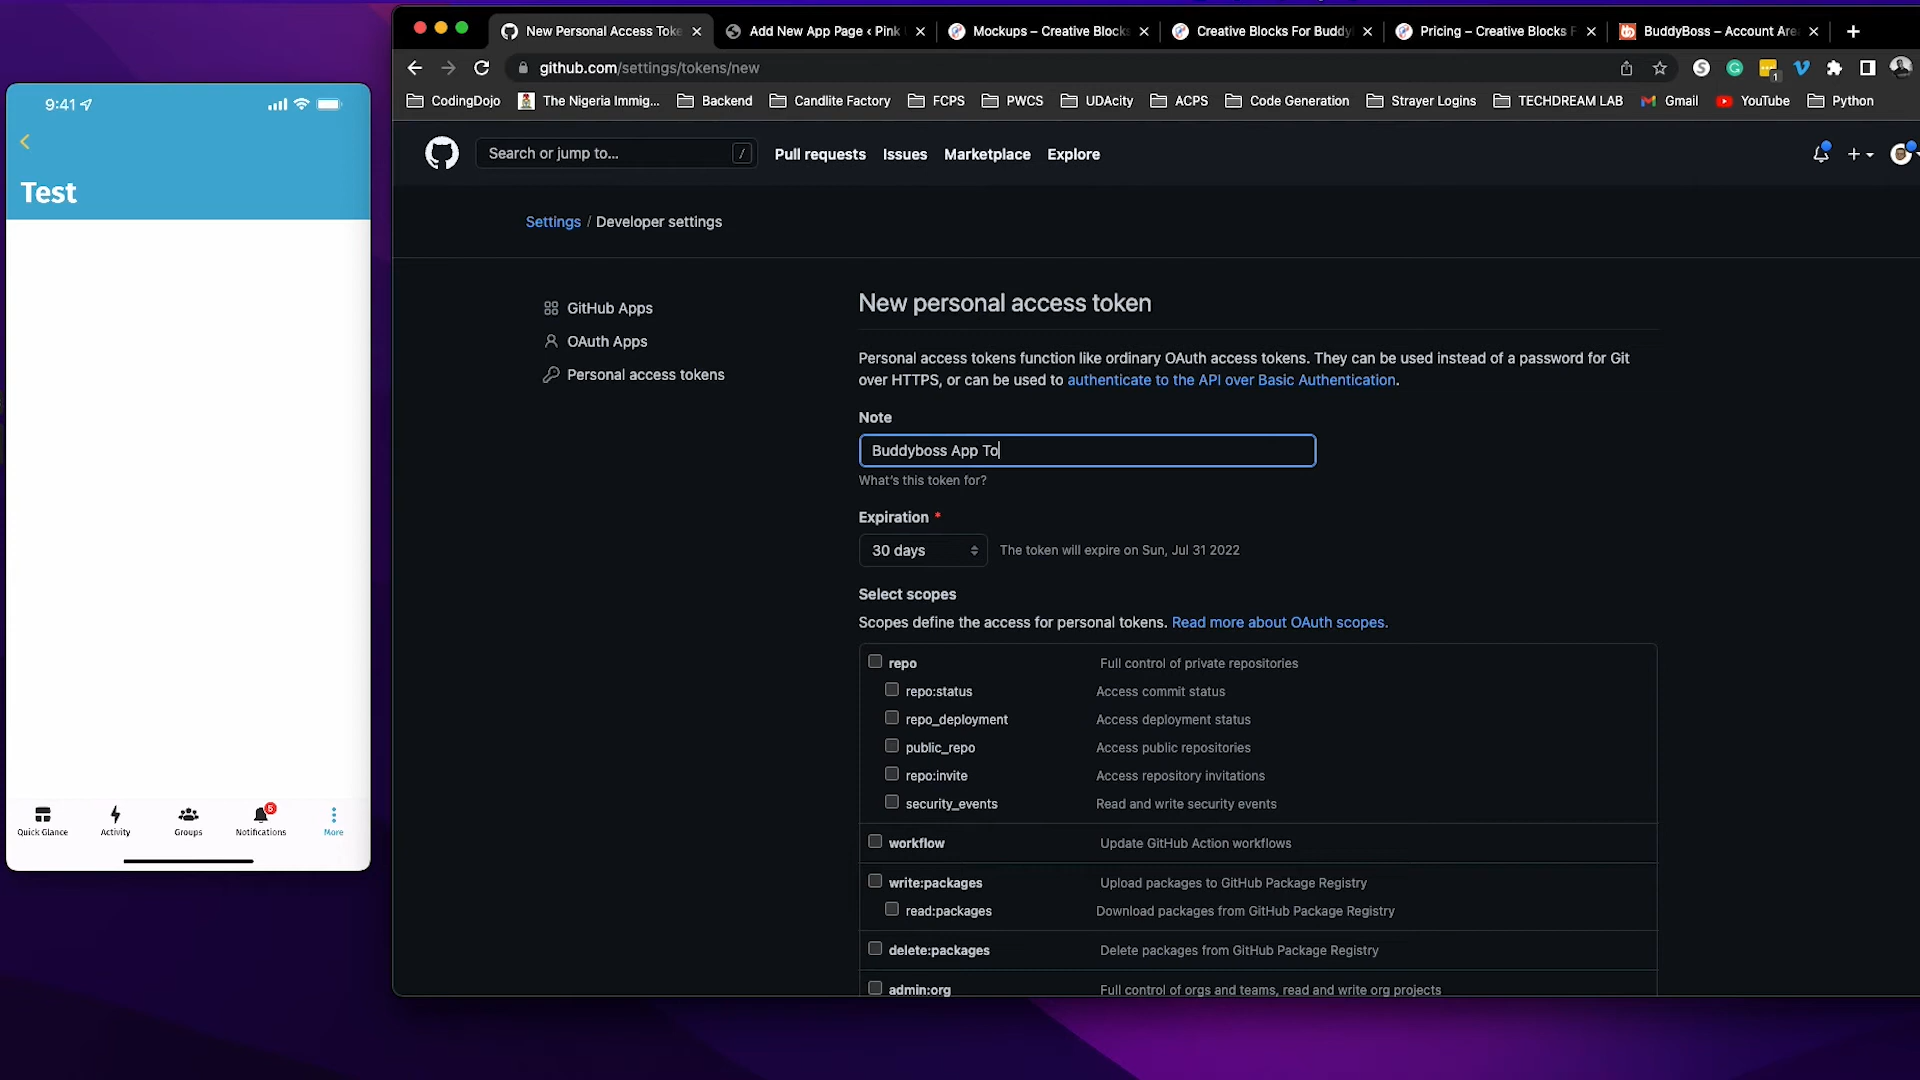 9:41
Test
Quick Glance
Activity
Groups
5
Notifications
More
New Personal Access Toke
Add New App Page ‹ Pink
Mockups – Creative Blocks
Creative Blocks For Buddy
Pricing – Creative Blocks F
BuddyBoss – Account Are
github.com/settings/tokens/new
1
CodingDojo
The Nigeria Immig...
Backend
Candlite Factory
FCPS
PWCS
UDAcity
ACPS
Code Generation
Strayer Logins
TECHDREAM LAB
Gmail
YouTube
Python
Search or jump to...
/
Pull requests
Issues
Marketplace
Explore
Settings / Developer settings
GitHub Apps
OAuth Apps
Personal access tokens
New personal access token
Personal access tokens function like ordinary OAuth access tokens. They can be used instead of a password for Git
over HTTPS, or can be used to authenticate to the API over Basic Authentication.
Note
Buddyboss App To
What's this token for?
Expiration *
30 days The token will expire on Sun, Jul 31 2022
Select scopes
Scopes define the access for personal tokens. Read more about OAuth scopes.
repo Full control of private repositories
repo:status Access commit status
repo_deployment Access deployment status
public_repo Access public repositories
repo:invite Access repository invitations
security_events Read and write security events
workflow Update GitHub Action workflows
write:packages Upload packages to GitHub Package Registry
read:packages Download packages from GitHub Package Registry
delete:packages Delete packages from GitHub Package Registry
admin:org Full control of orgs and teams, read and write org projects